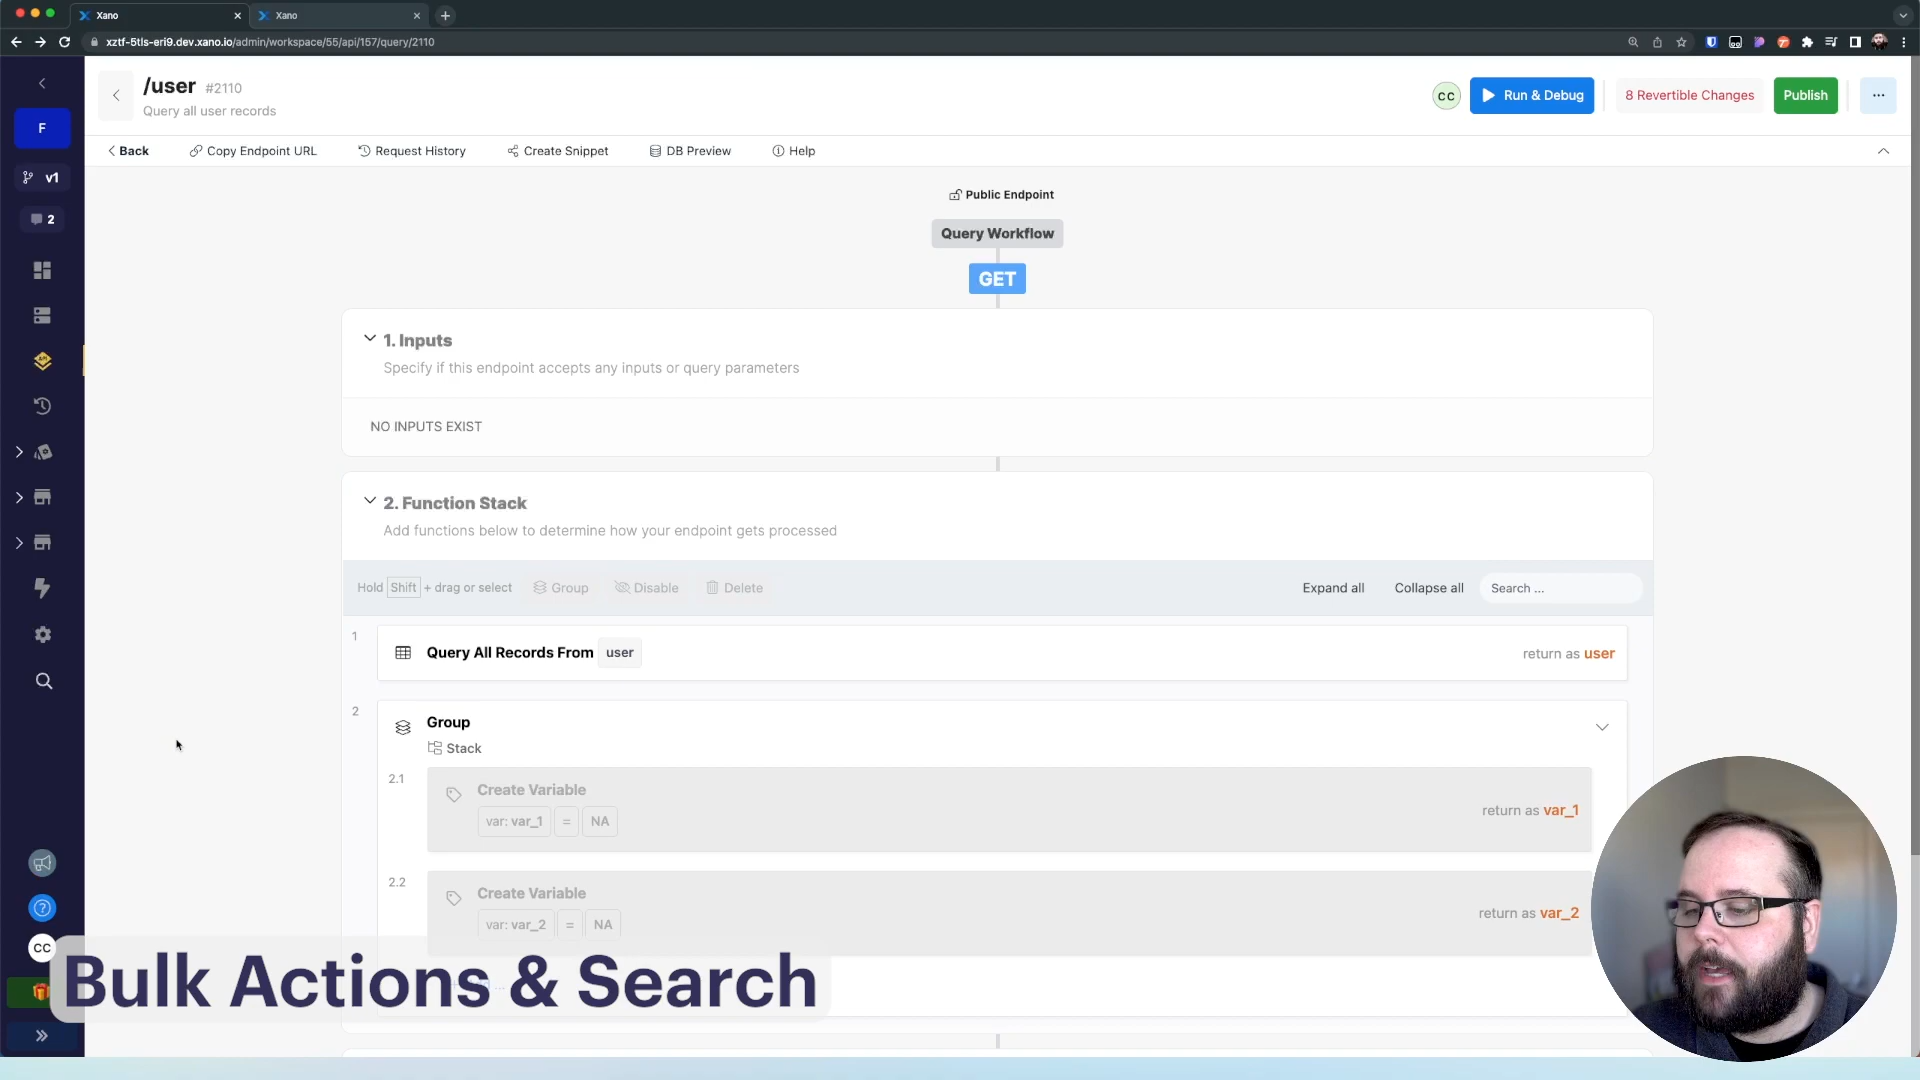 Xano
Xano
xztf-5tls-eri9.dev.xano.io/admin/workspace/55/api/157/query/2110
F
v1
2
CC
/user #2110
Query all user records
CC
Run & Debug
8 Revertible Changes
Publish
Back
Copy Endpoint URL
Request History
Create Snippet
DB Preview
Help
Public Endpoint
Query Workflow
GET
1. Inputs
Specify if this endpoint accepts any inputs or query parameters
NO INPUTS EXIST
2. Function Stack
Add functions below to determine how your endpoint gets processed
Hold Shift + drag or select
Group
Disable
Delete
Expand all
Collapse all
Search ...
1
Query All Records From user
return as user
2
Group
Stack
2.1
Create Variable
var: var_1 = NA
return as var_1
2.2
Create Variable
var: var_2 = NA
return as var_2
Bulk Actions & Search